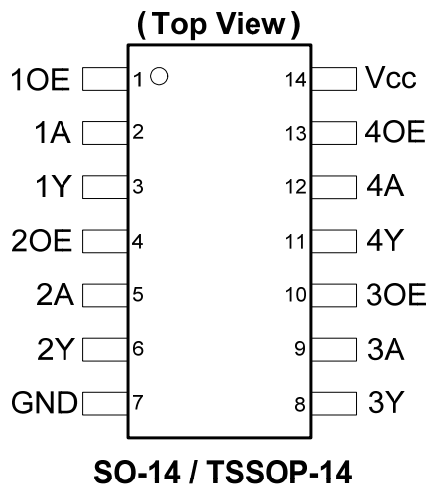 (Top View)
1OE 1 14 Vcc
1A 2 13 4OE
1Y 3 12 4A
2OE 4 11 4Y
2A 5 10 3OE
2Y 6 9 3A
GND 7 8 3Y
SO-14 / TSSOP-14